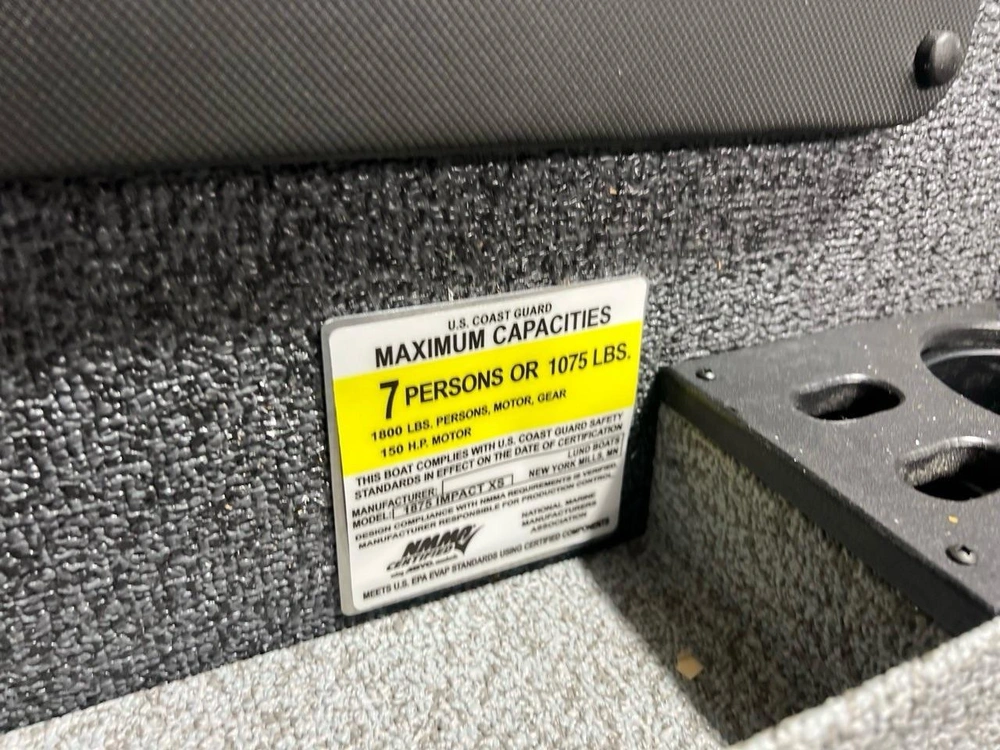 U.S. COAST GUARD
MAXIMUM CAPACITIES
7 PERSONS OR 1075 LBS.
1800 LBS. PERSONS, MOTOR, GEAR
150 H.P. MOTOR
THIS BOAT COMPLIES WITH U.S. COAST GUARD SAFETY
STANDARDS IN EFFECT ON THE DATE OF CERTIFICATION
MANUFACTURER: LUND BOATS
NEW YORK MILLS, MN
MODEL: 1875 IMPACT XS
DESIGN COMPLIANCE WITH NMMA REQUIREMENTS IS VERIFIED.
MANUFACTURER RESPONSIBLE FOR PRODUCTION CONTROL
NMMA
CERTIFIED
NATIONAL MARINE
MANUFACTURERS
ASSOCIATION
MEETS U.S. EPA EVAP STANDARDS USING CERTIFIED COMPONENTS